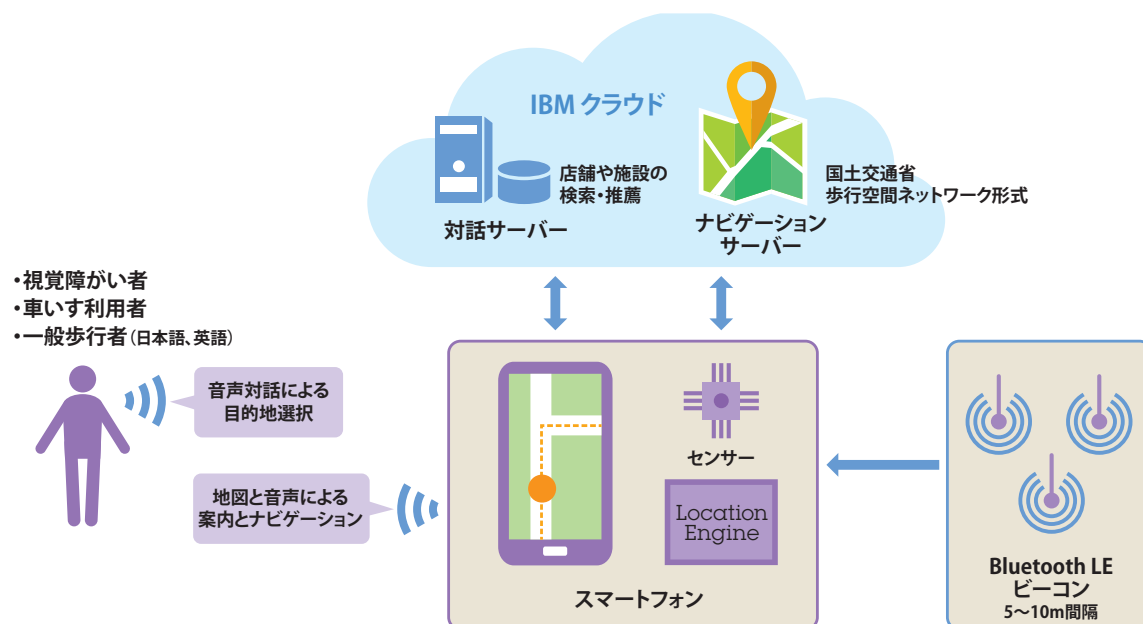 IBM クラウド
店舗や施設の
検索・推薦
対話サーバー
国土交通省
歩行空間ネットワーク形式
ナビゲーション
サーバー
・視覚障がい者
・車いす利用者
・一般歩行者（日本語、英語）
音声対話による
目的地選択
地図と音声による
案内とナビゲーション
センサー
Location
Engine
スマートフォン
Bluetooth LE
ビーコン
5〜10m間隔